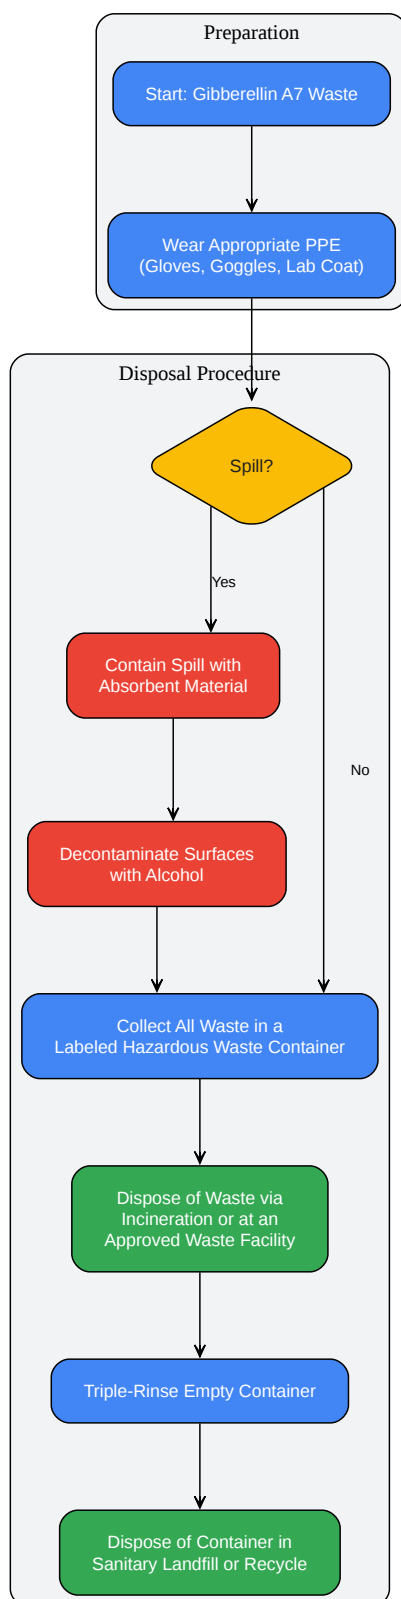 Preparation
Start: Gibberellin A7 Waste
Wear Appropriate PPE
(Gloves, Goggles, Lab Coat)
Disposal Procedure
Spill?
Yes
Contain Spill with
Absorbent Material
No
Decontaminate Surfaces
with Alcohol
Collect All Waste in a
Labeled Hazardous Waste Container
Dispose of Waste via
Incineration or at an
Approved Waste Facility
Triple-Rinse Empty Container
Dispose of Container in
Sanitary Landfill or Recycle